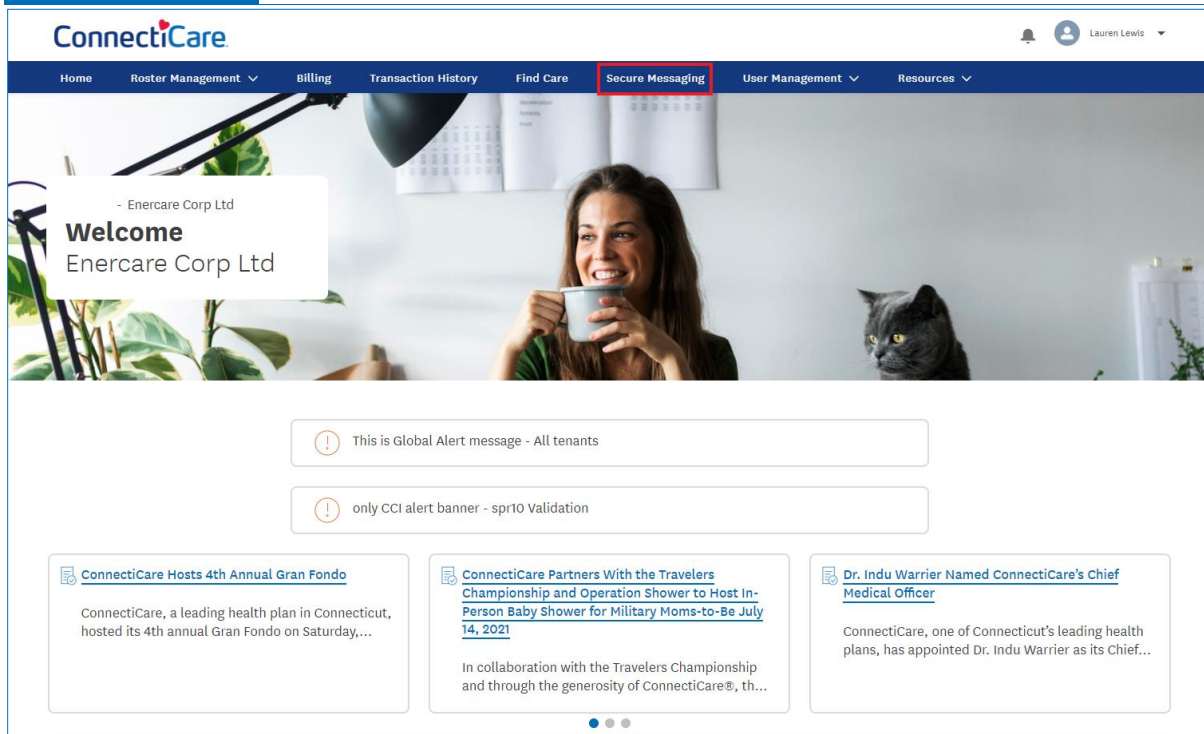 ConnectiCare
Lauren Lewis
Home Roster Management Billing Transaction History Find Care Secure Messaging User Management Resources
- Enercare Corp Ltd
Welcome
Enercare Corp Ltd
This is Global Alert message - All tenants
only CCI alert banner - spr10 Validation
ConnectiCare Hosts 4th Annual Gran Fondo
ConnectiCare, a leading health plan in Connecticut,
hosted its 4th annual Gran Fondo on Saturday,...
ConnectiCare Partners With the Travelers
Championship and Operation Shower to Host In-
Person Baby Shower for Military Moms-to-Be July
14, 2021
In collaboration with the Travelers Championship
and through the generosity of ConnectiCare®, th...
Dr. Indu Warrier Named ConnectiCare's Chief
Medical Officer
ConnectiCare, one of Connecticut's leading health
plans, has appointed Dr. Indu Warrier as its Chief...